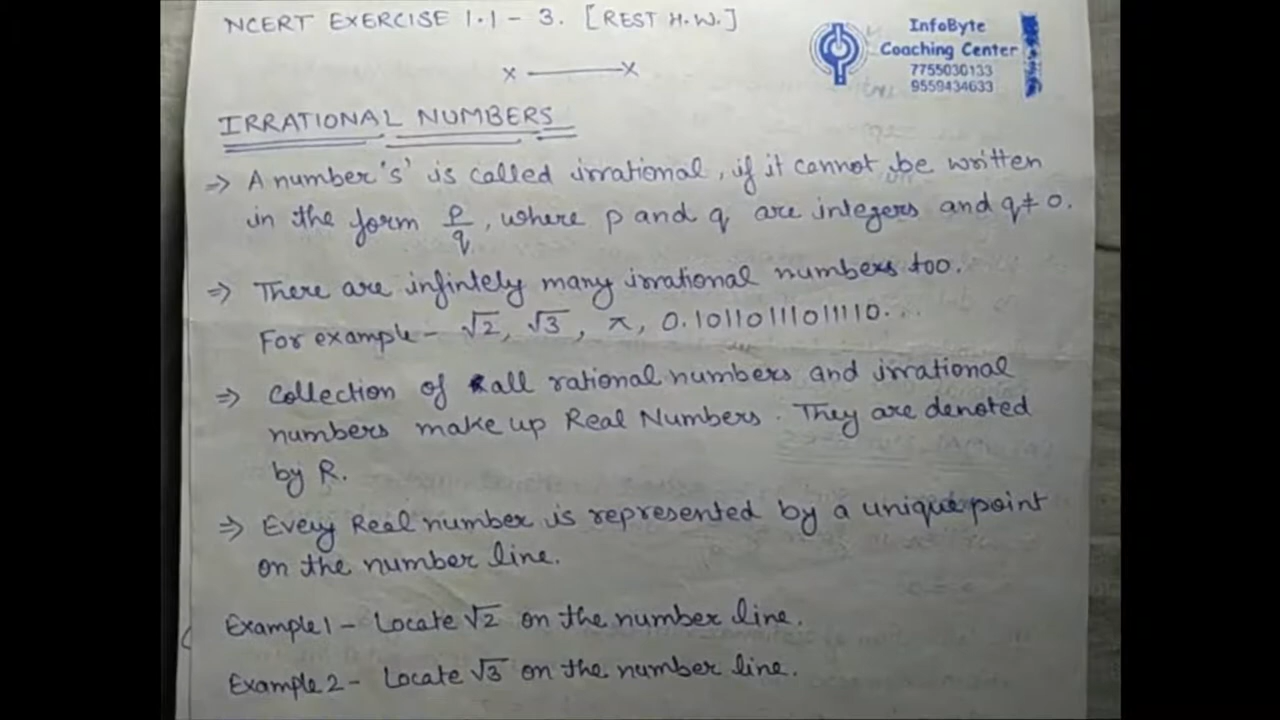 NCERT EXERCISE 1.1 - 3. [REST H.W.]
InfoByte
Coaching Center
7755030133
9559434633
x ——— x
IRRATIONAL NUMBERS
⇒ A number 's' is called irrational, if it cannot be written
in the form p/q, where p and q are integers and q≠0.
⇒ There are infintely many irrational numbers too.
For example - √2, √3, π, 0.10110111011110...
⇒ Collection of all rational numbers and irrational
numbers make up Real Numbers. They are denoted
by R.
⇒ Every Real number is represented by a unique point
on the number line.
Example 1 - Locate √2 on the number line.
Example 2 - Locate √3 on the number line.